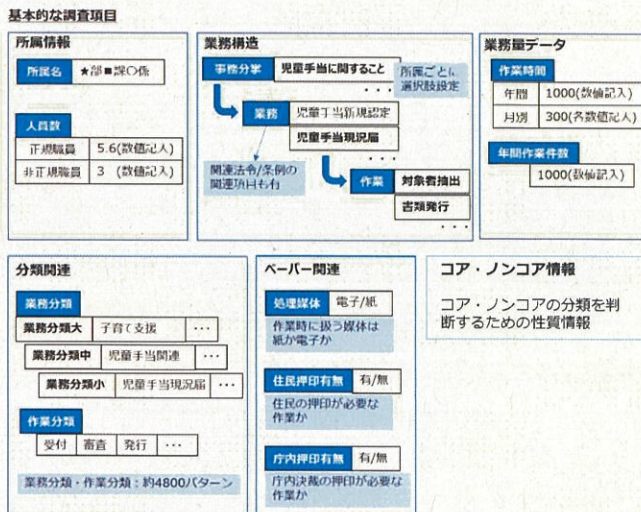 基本的な調査項目
所属情報
所属名 ★部■課〇係
人員数
正規職員 5.6(数値記入)
非正規職員 3 (数値記入)
業務構造
事務分掌 児童手当に関すること
所属ごとに
選択肢設定
業務 児童手当新規認定
児童手当現況届
・・・
関連法令/条例の
関連項目も有
作業 対象者抽出
書類発行
・・・
業務量データ
作業時間
年間 1000(数値記入)
月別 300(各数値記入)
年間作業件数
1000(数値記入)
分類関連
業務分類
業務分類大 子育て支援 ・・・
業務分類中 児童手当関連 ・・・
業務分類小 児童手当現況届 ・・・
作業分類
受付 審査 発行 ・・・
業務分類・作業分類：約4800パターン
ペーパー関連
処理媒体 電子/紙
作業時に扱う媒体は
紙か電子か
住民押印有無 有/無
住民の押印が必要な
作業か
庁内押印有無 有/無
庁内決裁の押印が必要な
作業か
コア・ノンコア情報
コア・ノンコアの分類を判
断するための性質情報